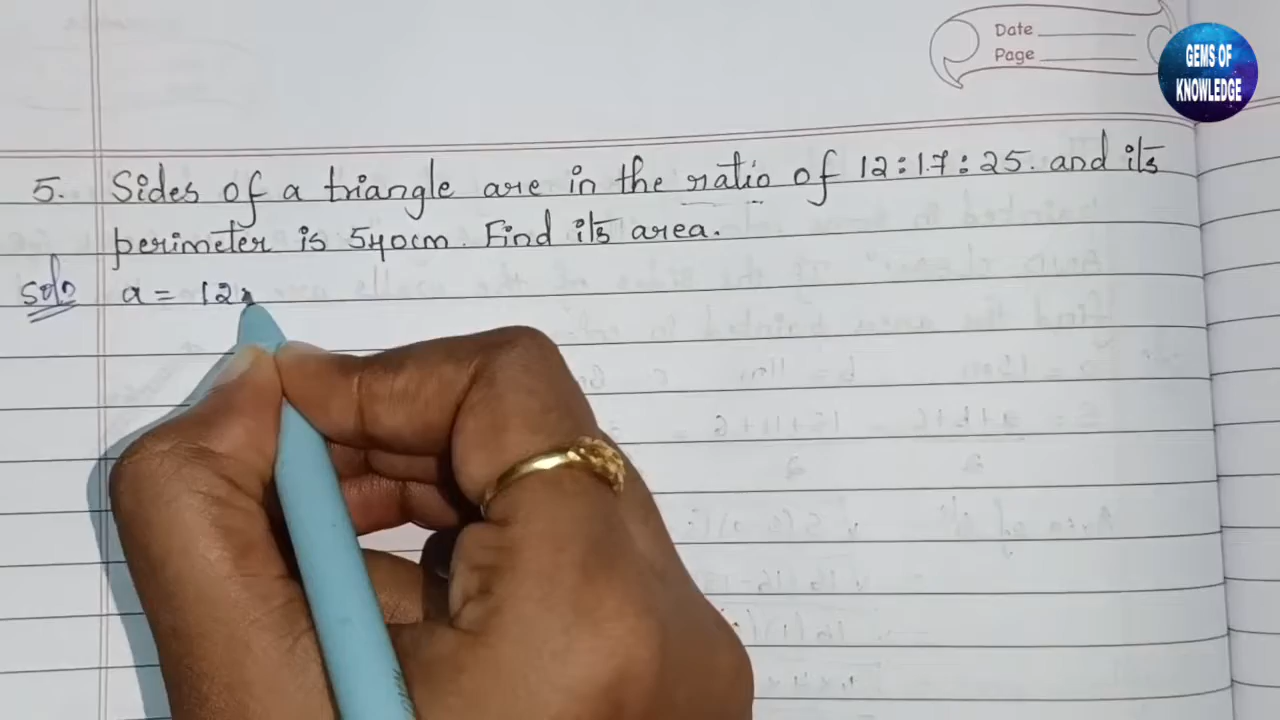 Date
Page
GEMS OF
KNOWLEDGE
5. Sides of a triangle are in the ratio of 12:17:25. and its
perimeter is 540cm. Find its area.
Sol: a = 12